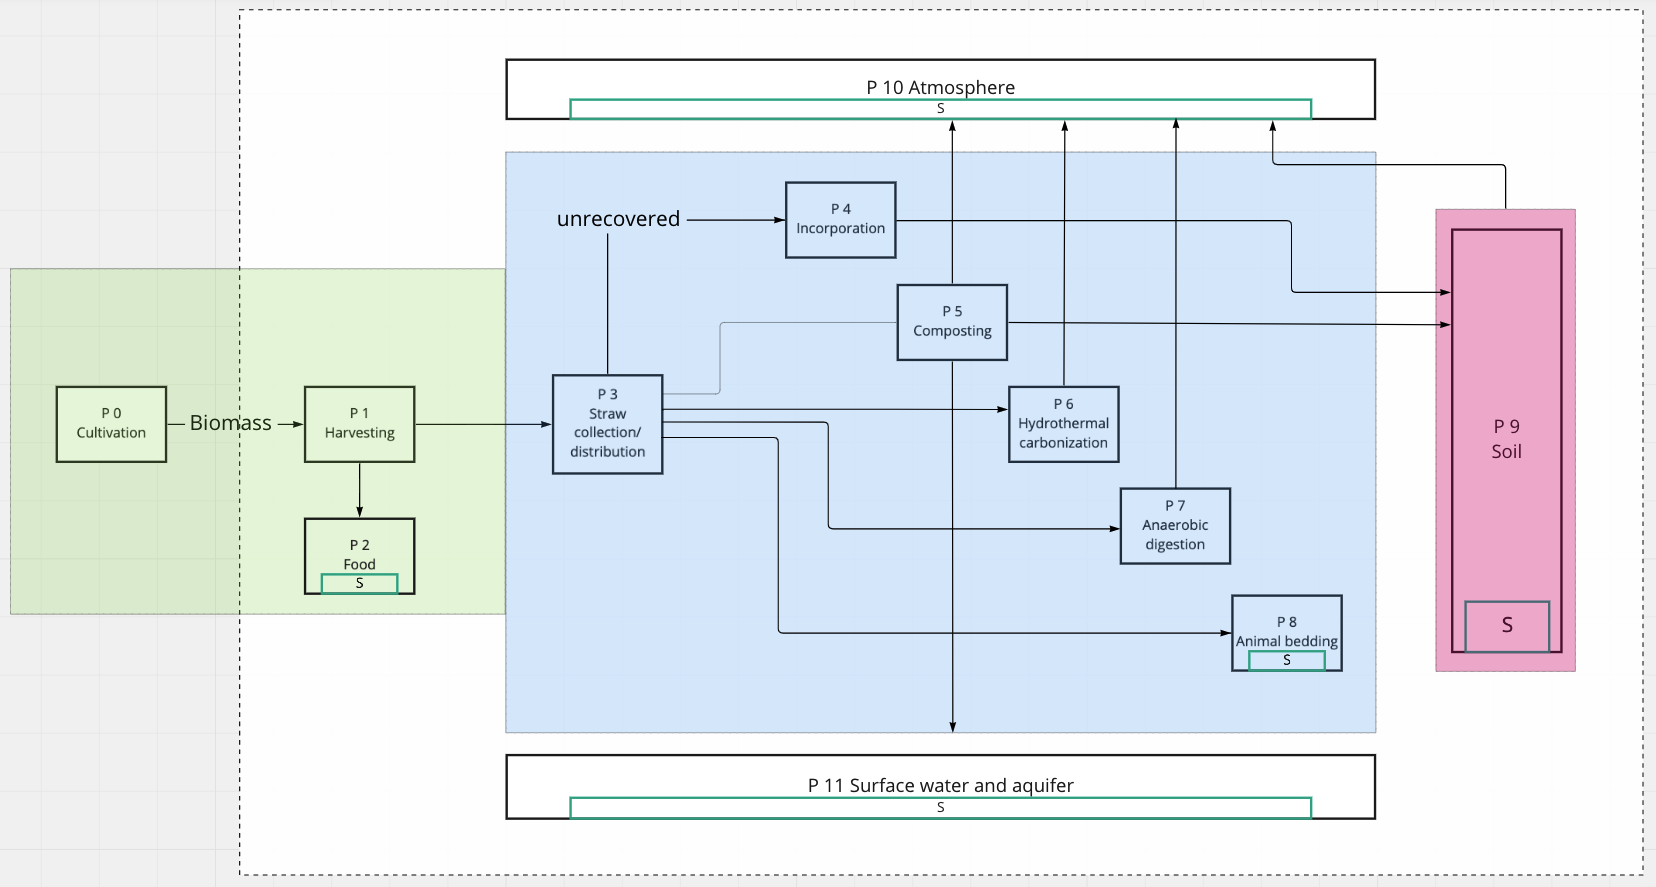 P 10 Atmosphere
S
P 4
Incorporation
unrecovered
P 5
Composting
P 0
Cultivation
Biomass
P 1
Harvesting
P 3
Straw
collection/
distribution
P 6
Hydrothermal
carbonization
P 9
Soil
P 7
Anaerobic
digestion
P 2
Food
S
P 8
Animal bedding
S
S
P 11 Surface water and aquifer
S